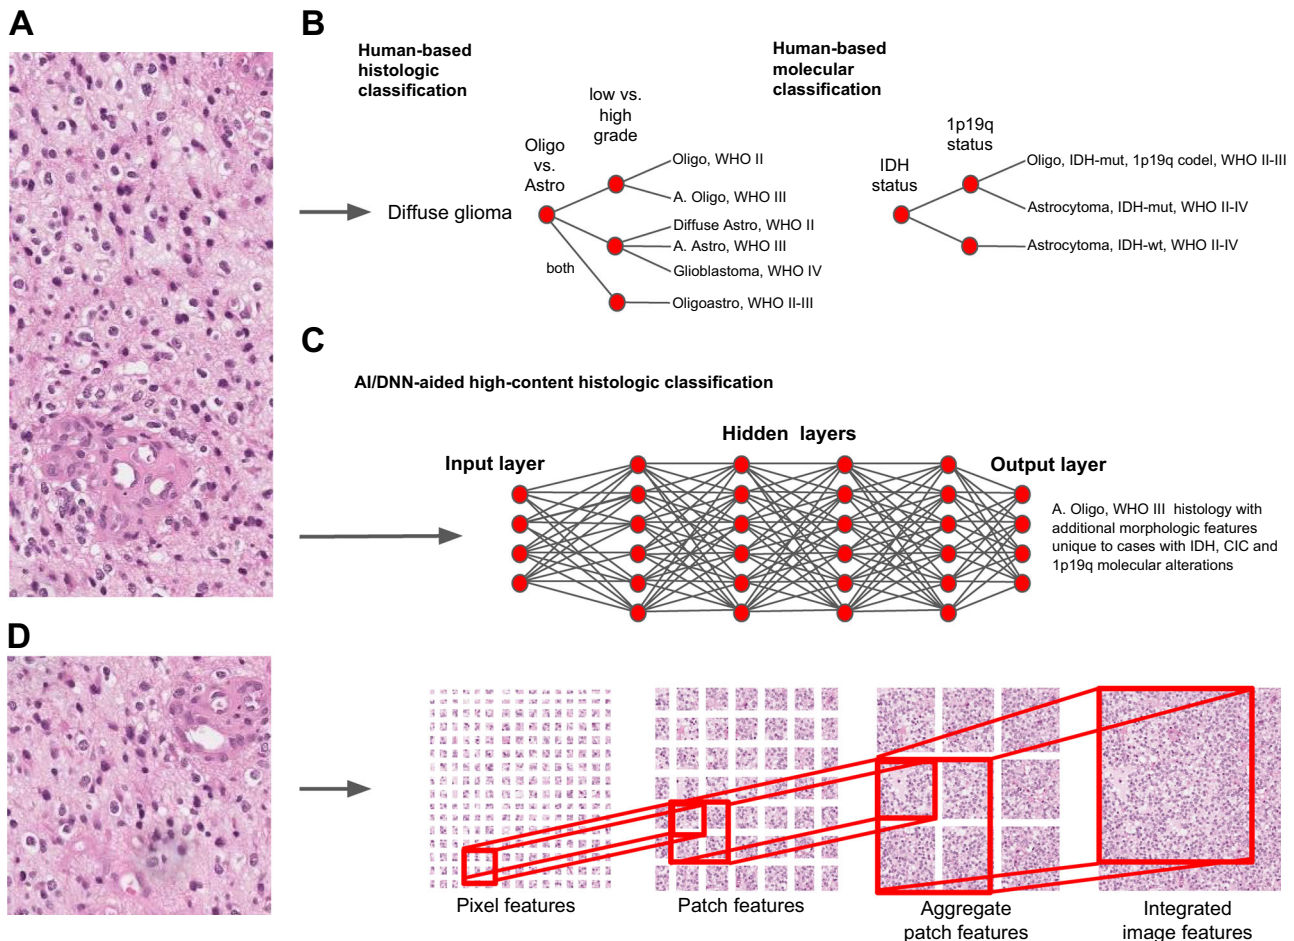 A
B
Human-based
histologic
classification
low vs.
high
grade
Oligo
vs.
Astro
Diffuse glioma
both
Oligo, WHO II
A. Oligo, WHO III
Diffuse Astro, WHO II
A. Astro, WHO III
Glioblastoma, WHO IV
Oligoastro, WHO II-III
Human-based
molecular
classification
1p19q
status
IDH
status
Oligo, IDH-mut, 1p19q codel, WHO II-III
Astrocytoma, IDH-mut, WHO II-IV
Astrocytoma, IDH-wt, WHO II-IV
C
AI/DNN-aided high-content histologic classification
Hidden layers
Input layer
Output layer
A. Oligo, WHO III histology with
additional morphologic features
unique to cases with IDH, CIC and
1p19q molecular alterations
D
Pixel features
Patch features
Aggregate
patch features
Integrated
image features